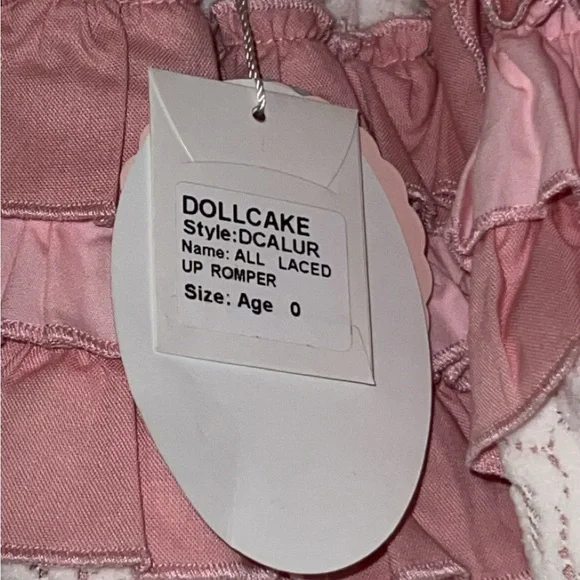 DOLLCAKE
Style:DCALUR
Name: ALL LACED
UP ROMPER
Size: Age 0